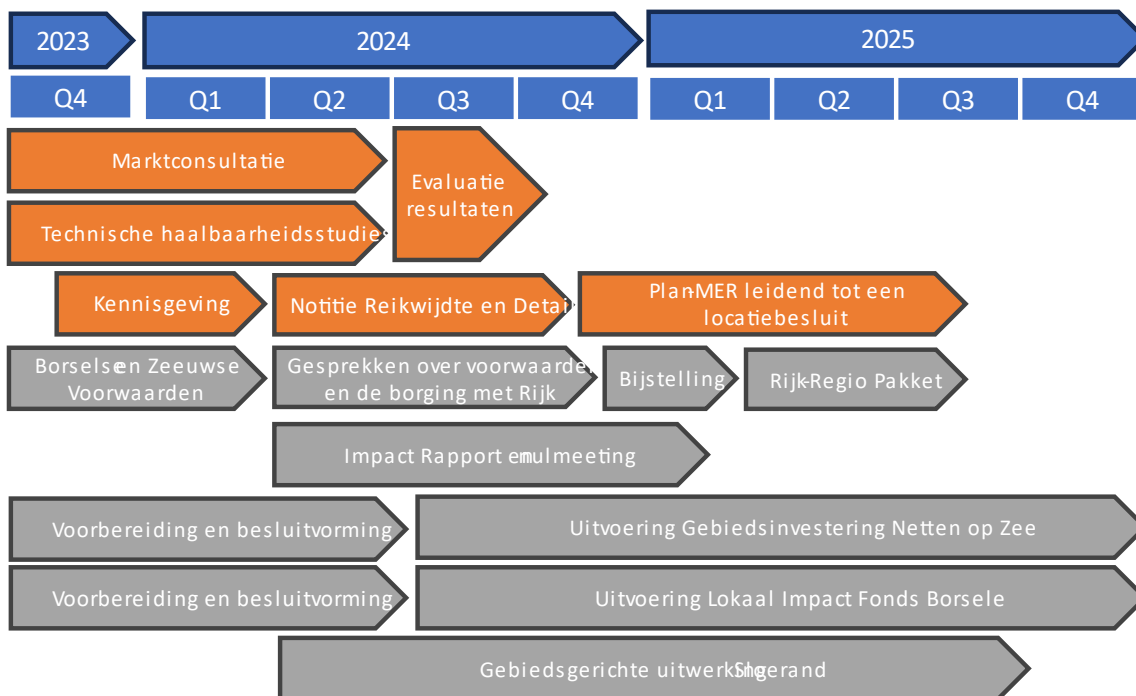 2023
2024
2025
Q4
Q1
Q2
Q3
Q4
Q1
Q2
Q3
Q4
Marktconsultatie
Evaluatie
resultaten
Technische haalbaarheidsstudies
Kennisgeving
Notitie Reikwijdte en Detail
Plan-MER leidend tot een
locatiebesluit
Borselse en Zeeuwse
Voorwaarden
Gesprekken over voorwaarden
en de borging met Rijk
Bijstelling
Rijk-Regio Pakket
Impact Rapport en nulmeeting
Voorbereiding en besluitvorming
Uitvoering Gebiedsinvestering Netten op Zee
Voorbereiding en besluitvorming
Uitvoering Lokaal Impact Fonds Borsele
Gebiedsgerichte uitwerking Sloerand